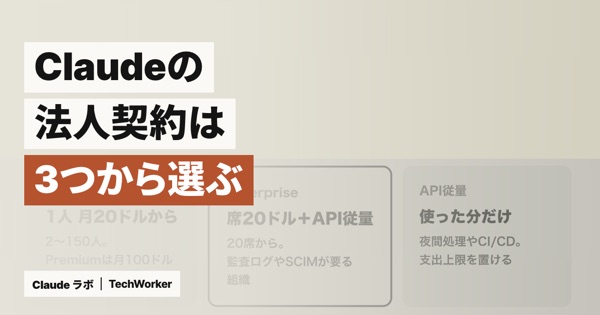 Claudeの
法人契約は
3つから選ぶ
1人 月20ドルから
2〜150人。
Premiumは月100ドル
erprise
席20ドル＋API従量
20席から。
監査ログやSCIMが要る
組織
API従量
使った分だけ
夜間処理やCI/CD。
支出上限を置ける
Claude ラボ | TechWorker